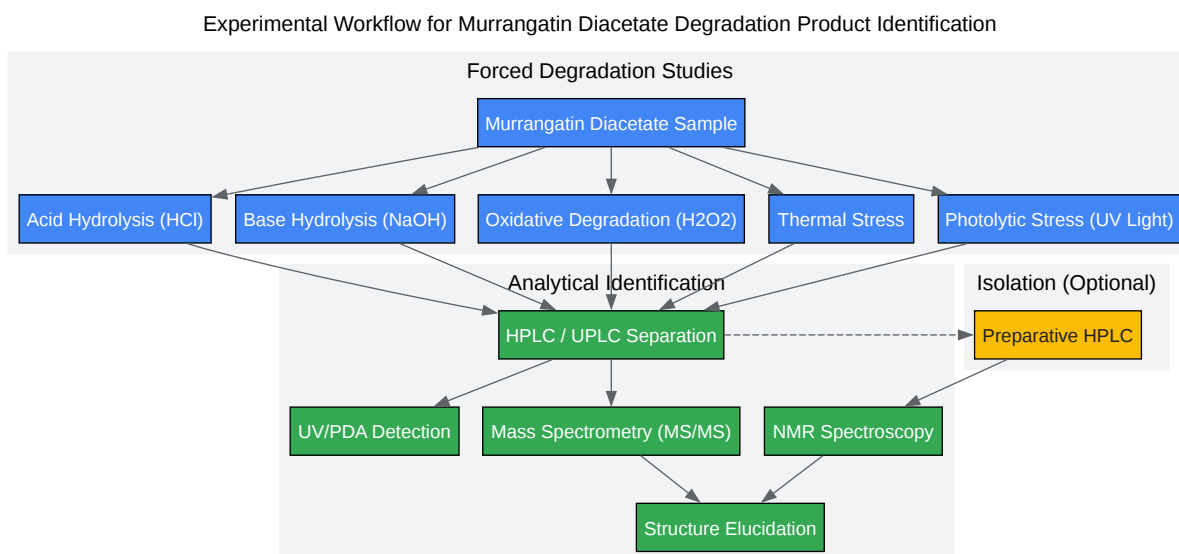 Experimental Workflow for Murrangatin Diacetate Degradation Product Identification
Forced Degradation Studies
Murrangatin Diacetate Sample
Acid Hydrolysis (HCl)
Base Hydrolysis (NaOH)
Oxidative Degradation (H2O2)
Thermal Stress
Photolytic Stress (UV Light)
Analytical Identification
Isolation (Optional)
HPLC / UPLC Separation
Preparative HPLC
UV/PDA Detection
Mass Spectrometry (MS/MS)
NMR Spectroscopy
Structure Elucidation